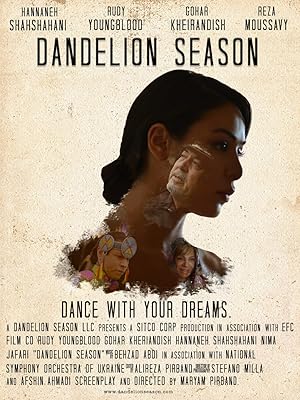 HANNANEH RUDY GOHAR REZA
SHAHSHAHANI YOUNGBLOOD KHEIRANDISH MOUSSAVY
DANDELION SEASON
DANCE WITH YOUR DREAMS.
A DANDELION SEASON LLC PRESENTS A SITCO CORP PRODUCTION IN ASSOCIATION WITH EFC
FILM CO RUDY YOUNGBLOOD GOHAR KHERIANDISH HANNANEH SHAHSHAHANI NIMA
JAFARI "DANDELION SEASON" BEHZAD ABDI IN ASSOCIATION WITH NATIONAL
SYMPHONY ORCHESTRA OF UKRAINE ALIREZA PIRBAND STEFANO MILLA
AND AFSHIN AHMADI SCREENPLAY AND DIRECTED BY MARYAM PIRBAND.
www.dandelionseason.com